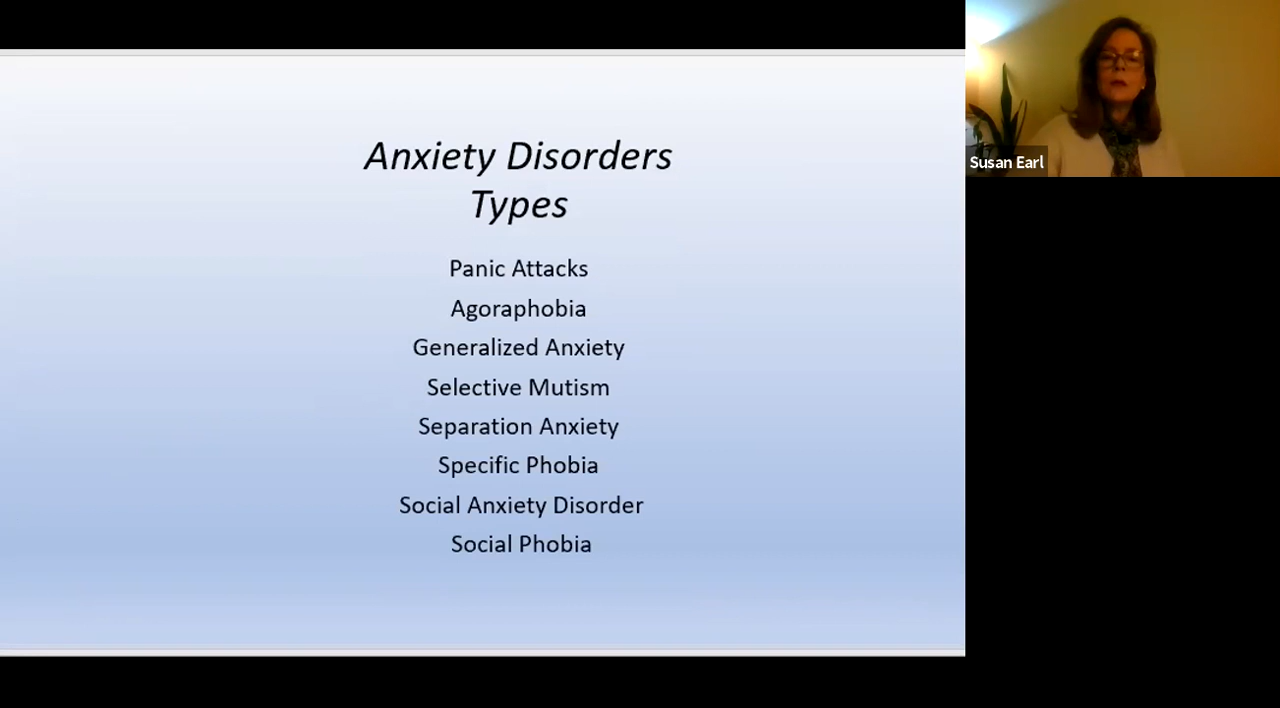 Anxiety Disorders
Types
Panic Attacks
Agoraphobia
Generalized Anxiety
Selective Mutism
Separation Anxiety
Specific Phobia
Social Anxiety Disorder
Social Phobia
Susan Earl